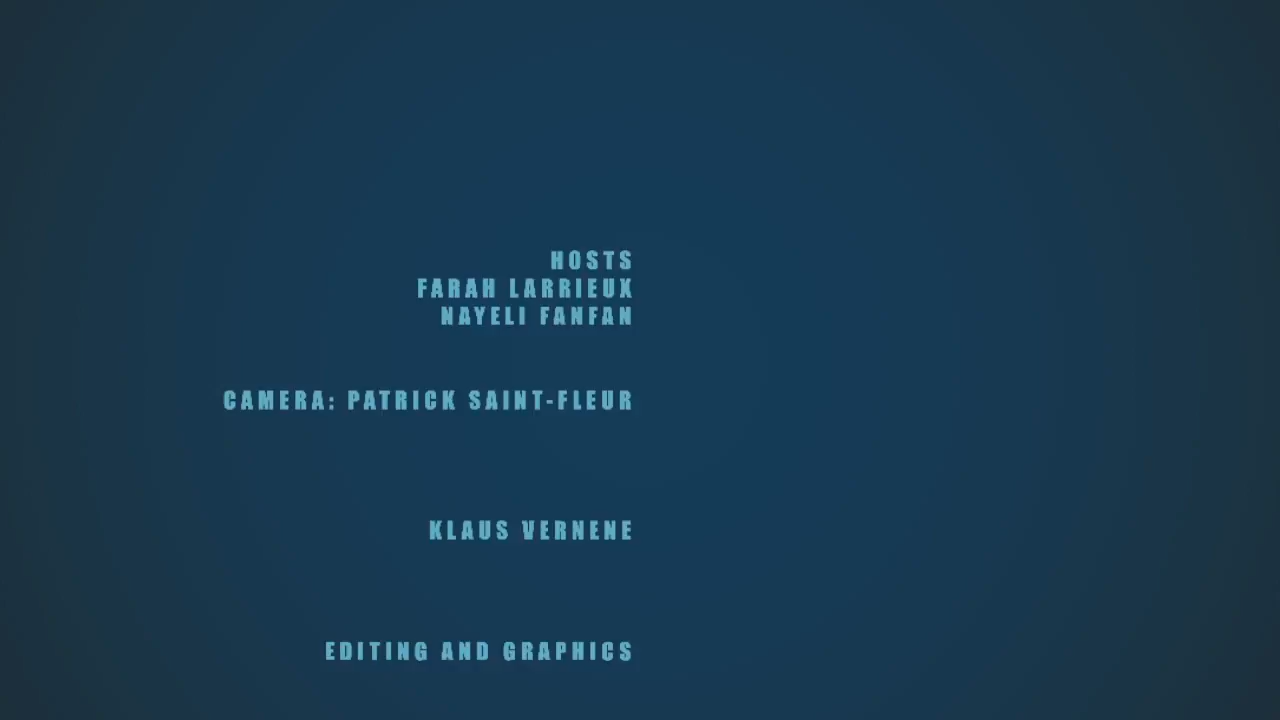 HOSTS
FARAH LARRIEUX
NAYELI FANFAN
CAMERA: PATRICK SAINT-FLEUR
KLAUS VERNENE
EDITING AND GRAPHICS